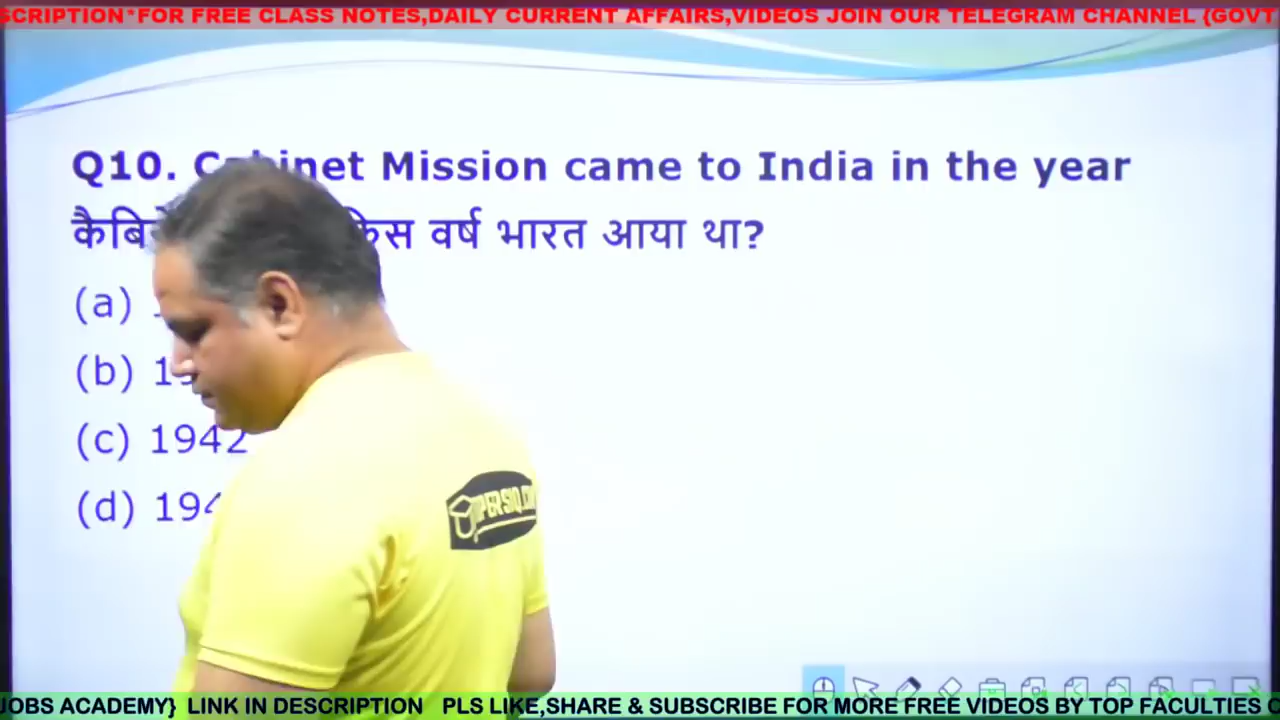 SCRIPTION*FOR FREE CLASS NOTES,DAILY CURRENT AFFAIRS,VIDEOS JOIN OUR TELEGRAM CHANNEL {GOVT
Q10. Cabinet Mission came to India in the year
किस वर्ष भारत आया था?
(a)
(b)
(c) 1942
(d)
JOBS ACADEMY} LINK IN DESCRIPTION PLS LIKE,SHARE & SUBSCRIBE FOR MORE FREE VIDEOS BY TOP FACULTIES